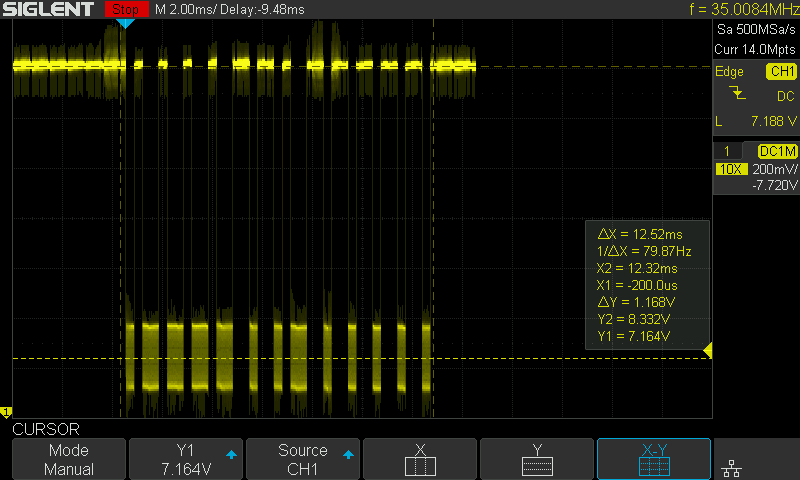 SIGLENT Stop M 2.00ms/ Delay:-9.48ms f = 35.0084MHz
Sa 500MSa/s
Curr 14.0Mpts
Edge CH1
DC
L 7.188 V
1 DC1M
10X 200mV/
-7.720V
ΔX = 12.52ms
1/ΔX = 79.87Hz
X2 = 12.32ms
X1 = -200.0us
ΔY = 1.168V
Y2 = 8.332V
Y1 = 7.164V
1
CURSOR
Mode Y1 Source X Y X-Y
Manual 7.164V CH1